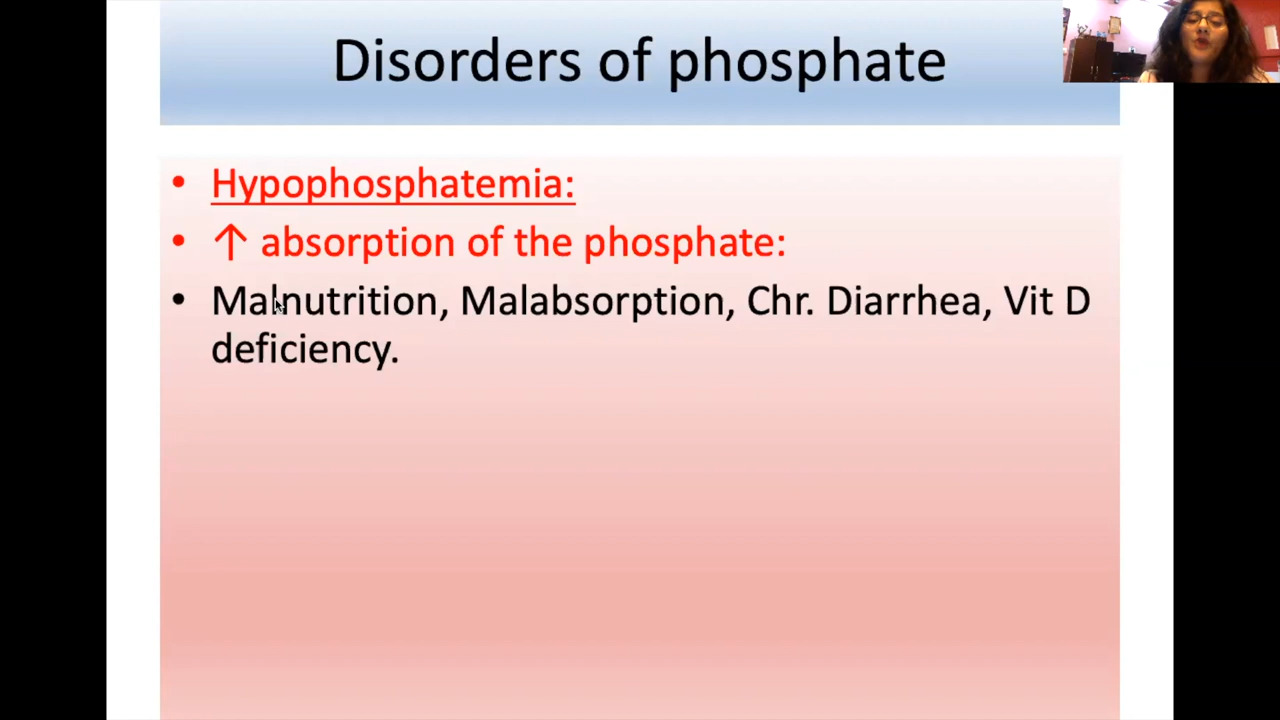 Disorders of phosphate
• Hypophosphatemia:
• ↑ absorption of the phosphate:
• Malnutrition, Malabsorption, Chr. Diarrhea, Vit D
deficiency.